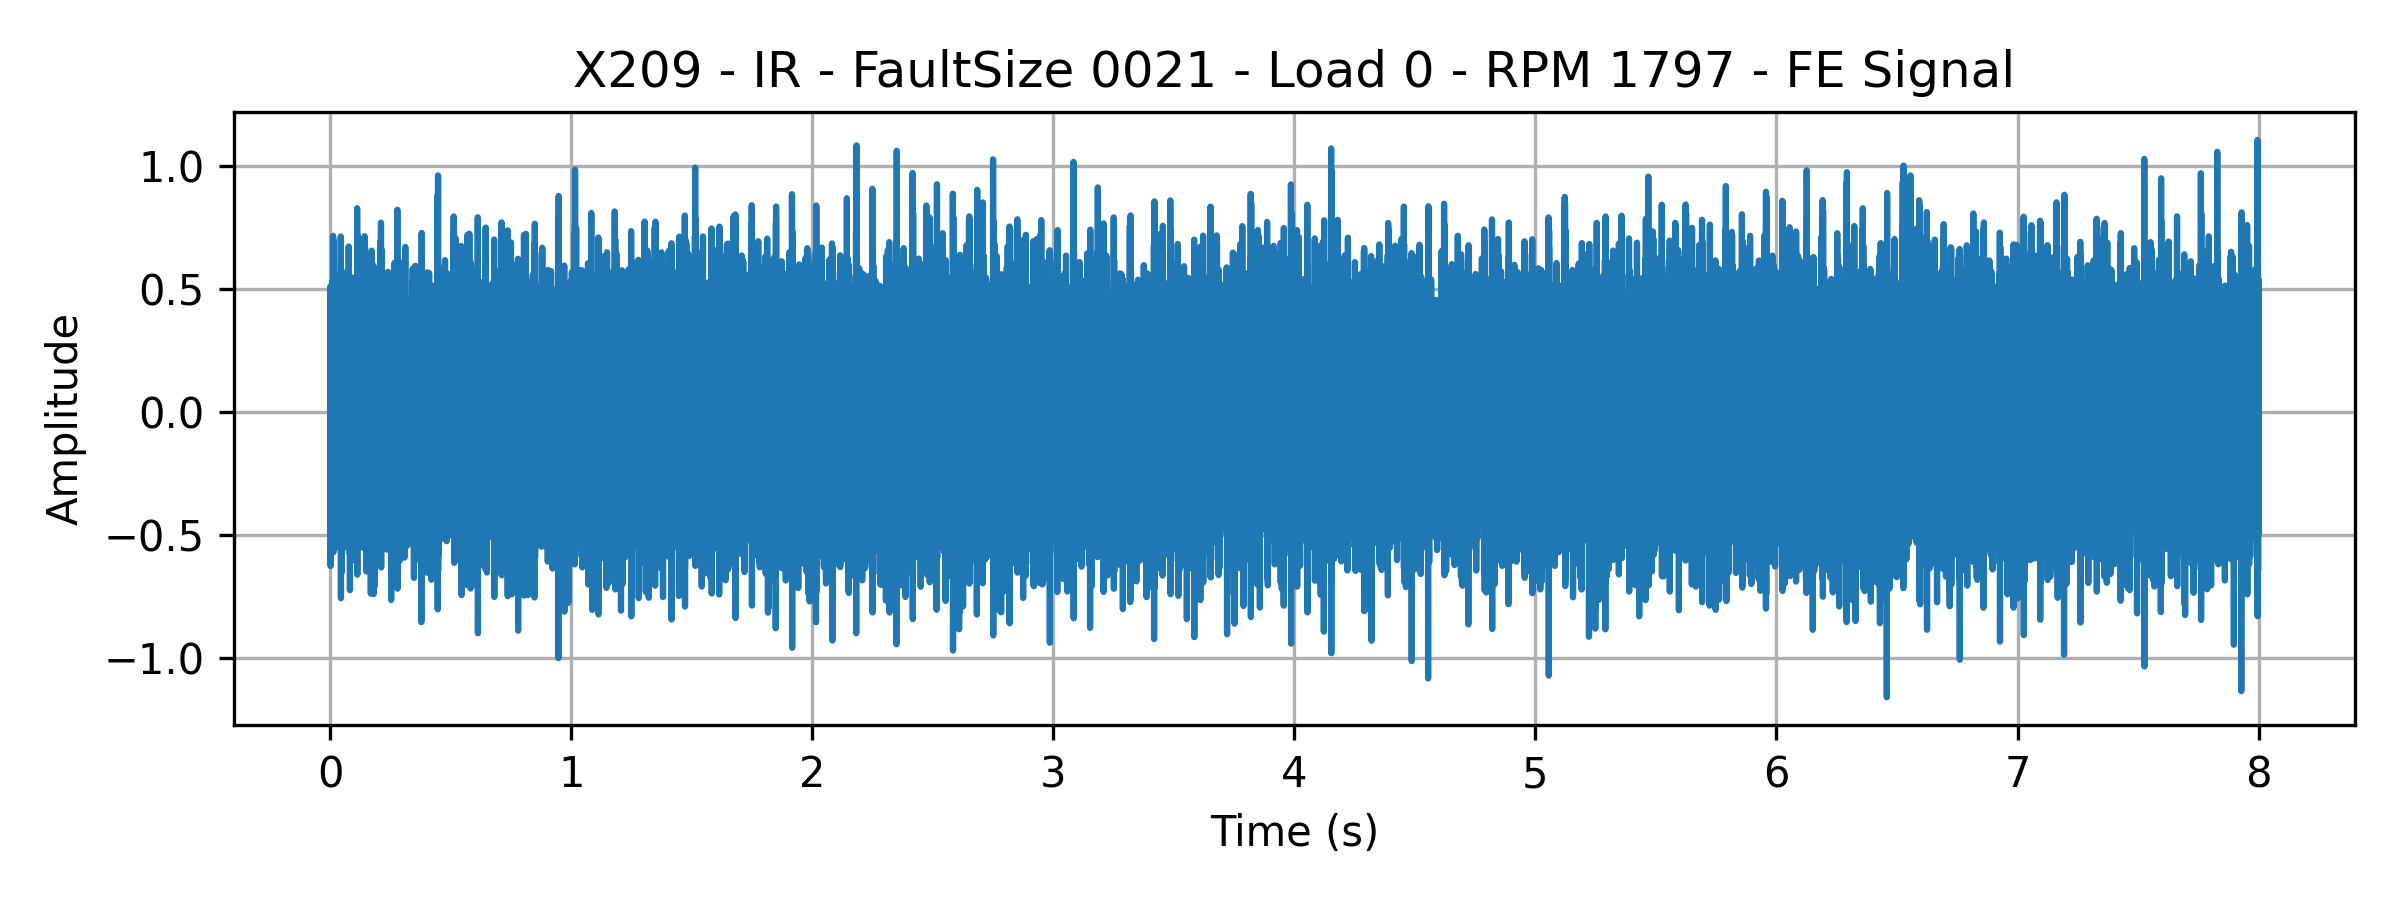 X209 - IR - FaultSize 0021 - Load 0 - RPM 1797 - FE Signal
1.0
0.5
0.0
−0.5
−1.0
Amplitude
0 1 2 3 4 5 6 7 8
Time (s)